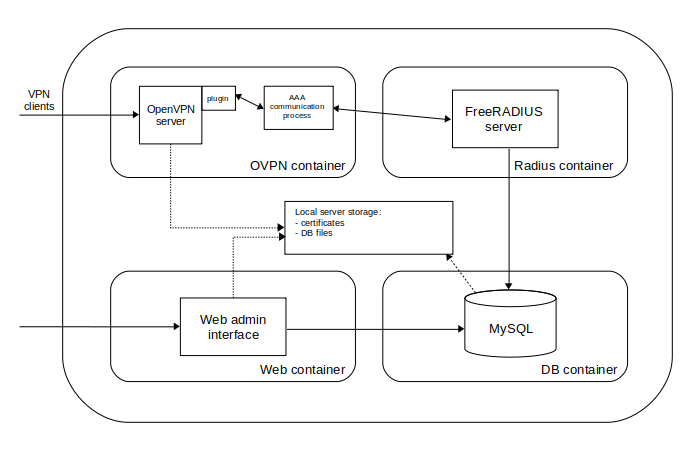 VPN
clients
OpenVPN
server
plugin
AAA
communication
process
OVPN container
FreeRADIUS
server
Radius container
Local server storage:
- certificates
- DB files
Web admin
interface
Web container
MySQL
DB container